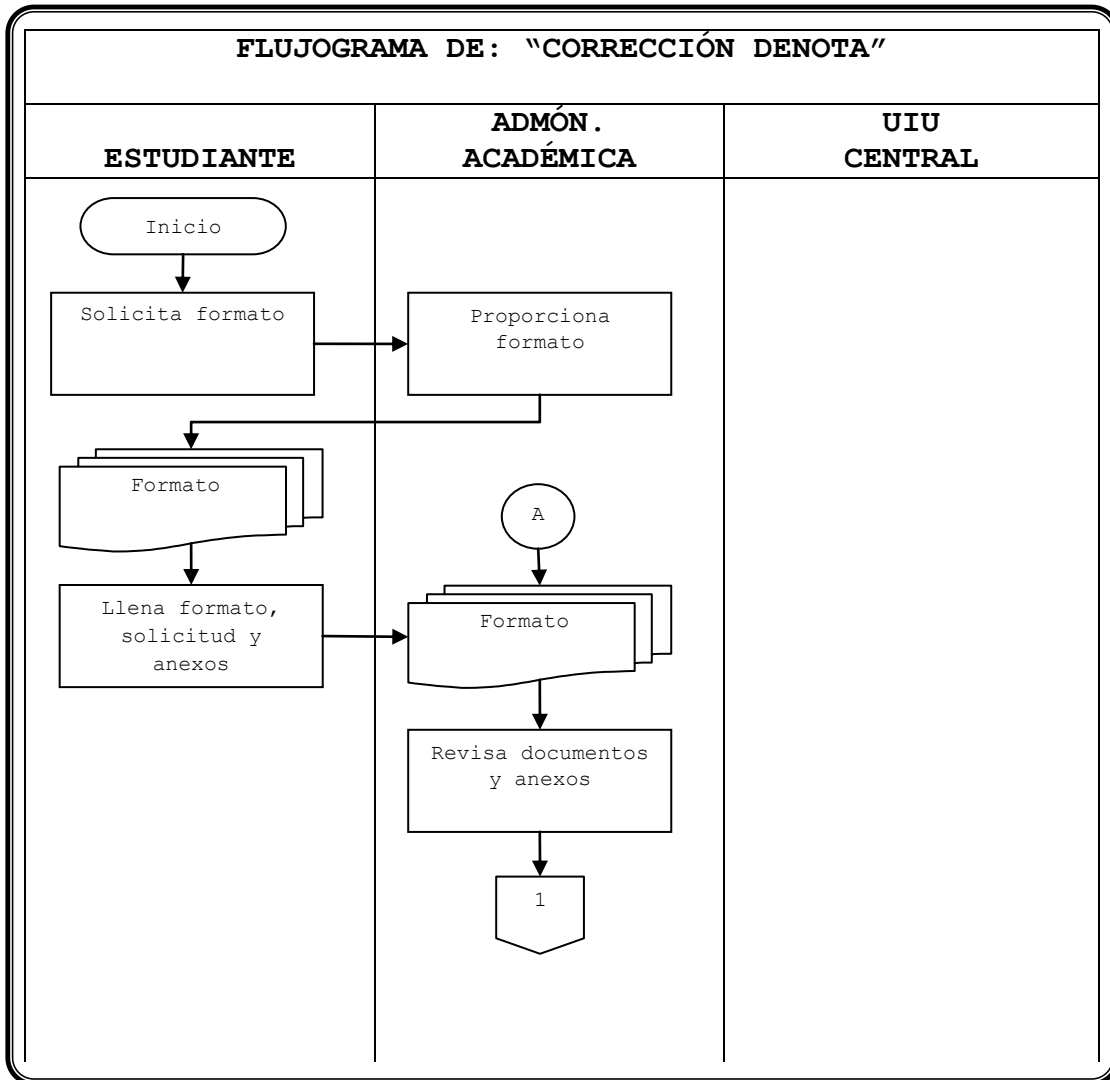 FLUJOGRAMA DE: “CORRECCIÓN DENOTA”
ESTUDIANTE
ADMÓN.
ACADÉMICA
UIU
CENTRAL
Inicio
Solicita formato
Proporciona
formato
Formato
A
Llena formato,
solicitud y
anexos
Formato
Revisa documentos
y anexos
1